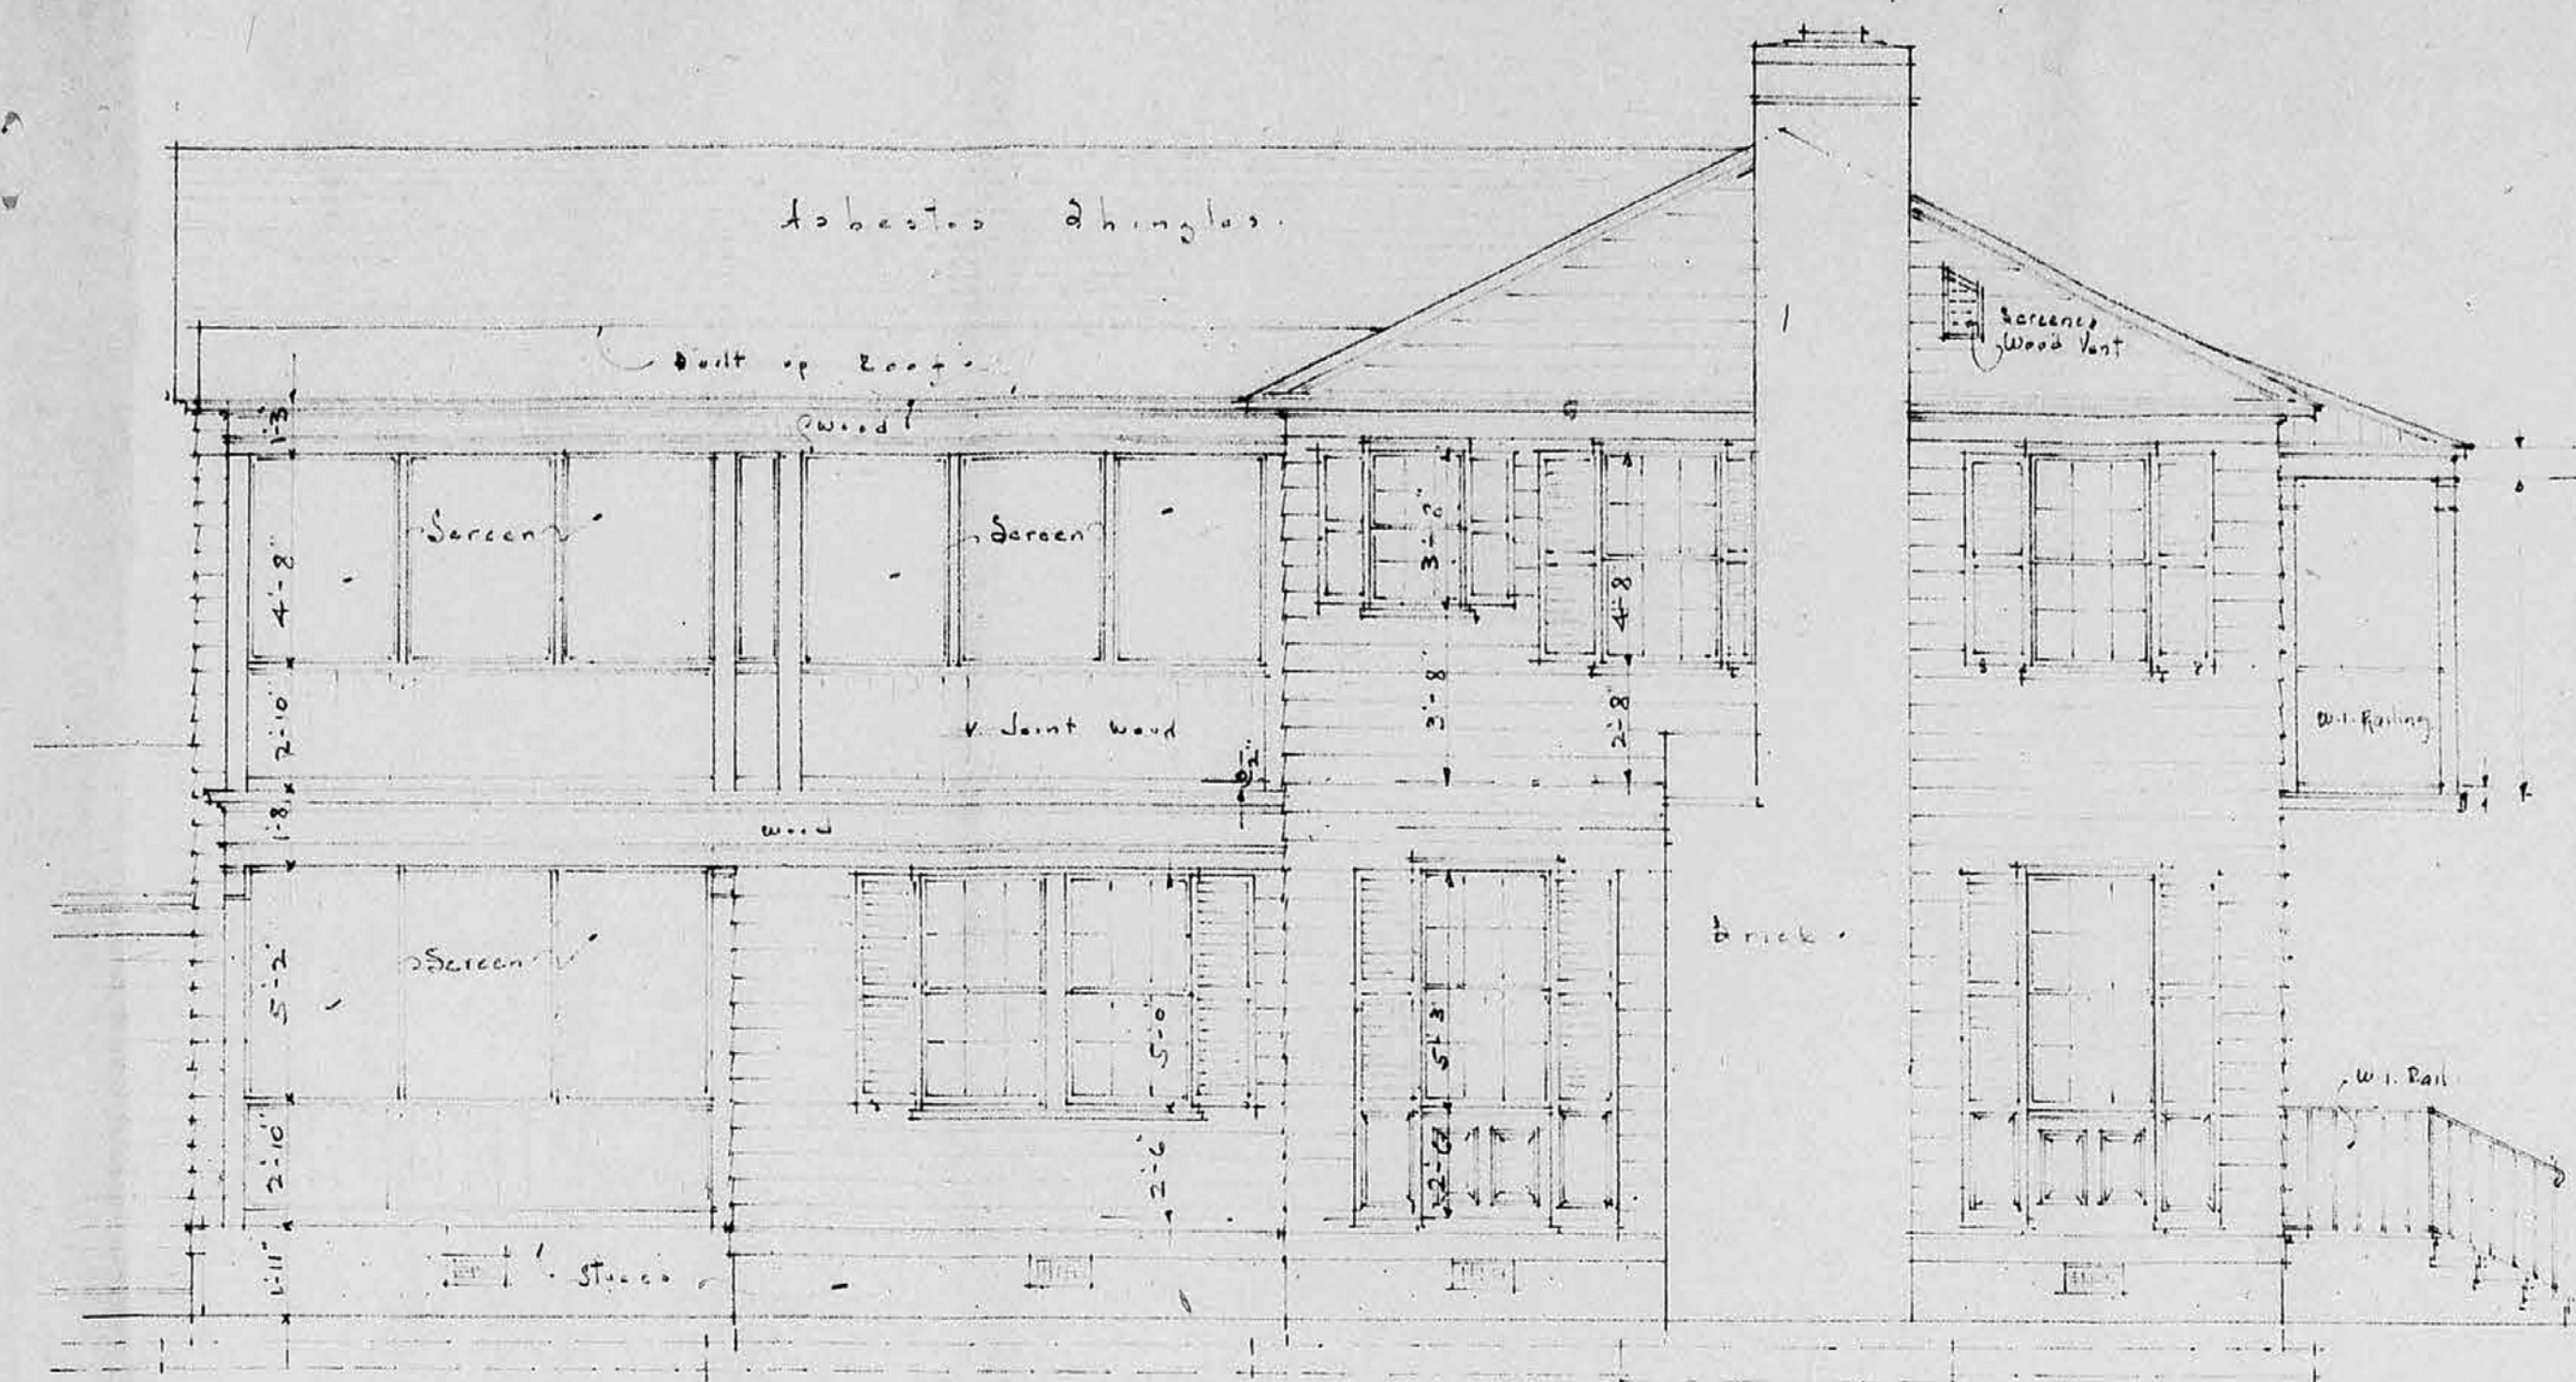 Asbestos Shingles.
Screened
Wood Vent
Built up Roof
1'-3"
Wood
Screen
Screen
3'-2"
4'-8"
4'-8
W.I. Railing
3'-8"
2'-8"
2'-10"
V Joint Wood
1'-8
Wood
Brick.
Screen
5'-2"
5'-0"
5'-3"
W.I. Rail
2'-10"
2'-6"
2'-6"
1'-11"
Stucco